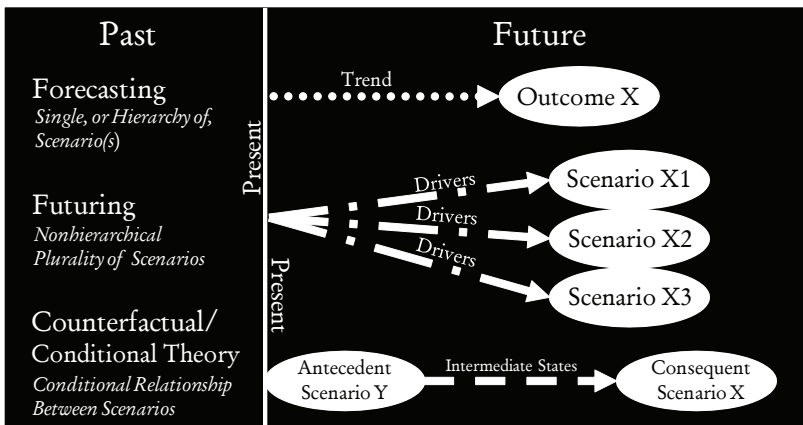 Past
Future
Forecasting
Single, or Hierarchy of,
Scenario(s)
Trend
Outcome X
Present
Futuring
Nonhierarchical
Plurality of Scenarios
Drivers
Scenario X1
Drivers
Scenario X2
Drivers
Scenario X3
Present
Counterfactual/
Conditional Theory
Conditional Relationship
Between Scenarios
Antecedent
Scenario Y
Intermediate States
Consequent
Scenario X